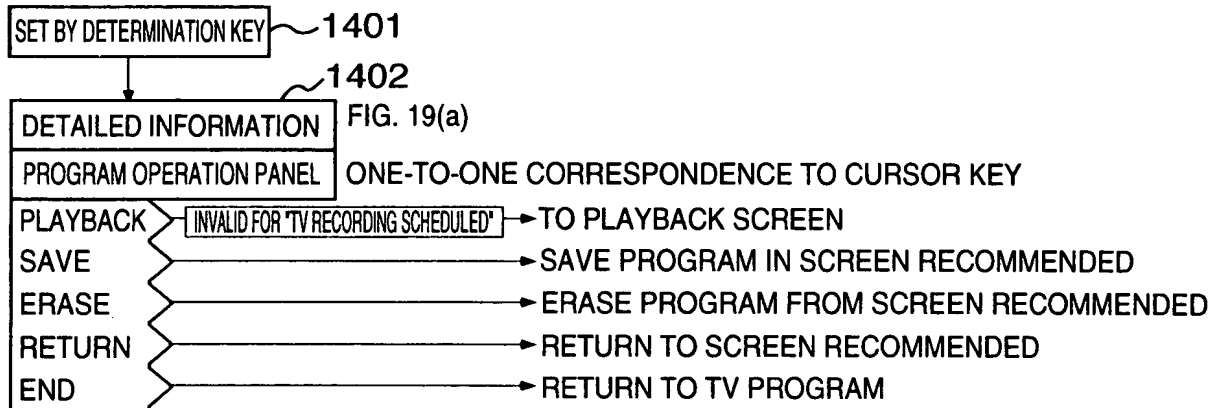 SET BY DETERMINATION KEY 1401
1402
DETAILED INFORMATION FIG. 19(a)
PROGRAM OPERATION PANEL ONE-TO-ONE CORRESPONDENCE TO CURSOR KEY
PLAYBACK INVALID FOR "TV RECORDING SCHEDULED" TO PLAYBACK SCREEN
SAVE SAVE PROGRAM IN SCREEN RECOMMENDED
ERASE ERASE PROGRAM FROM SCREEN RECOMMENDED
RETURN RETURN TO SCREEN RECOMMENDED
END RETURN TO TV PROGRAM